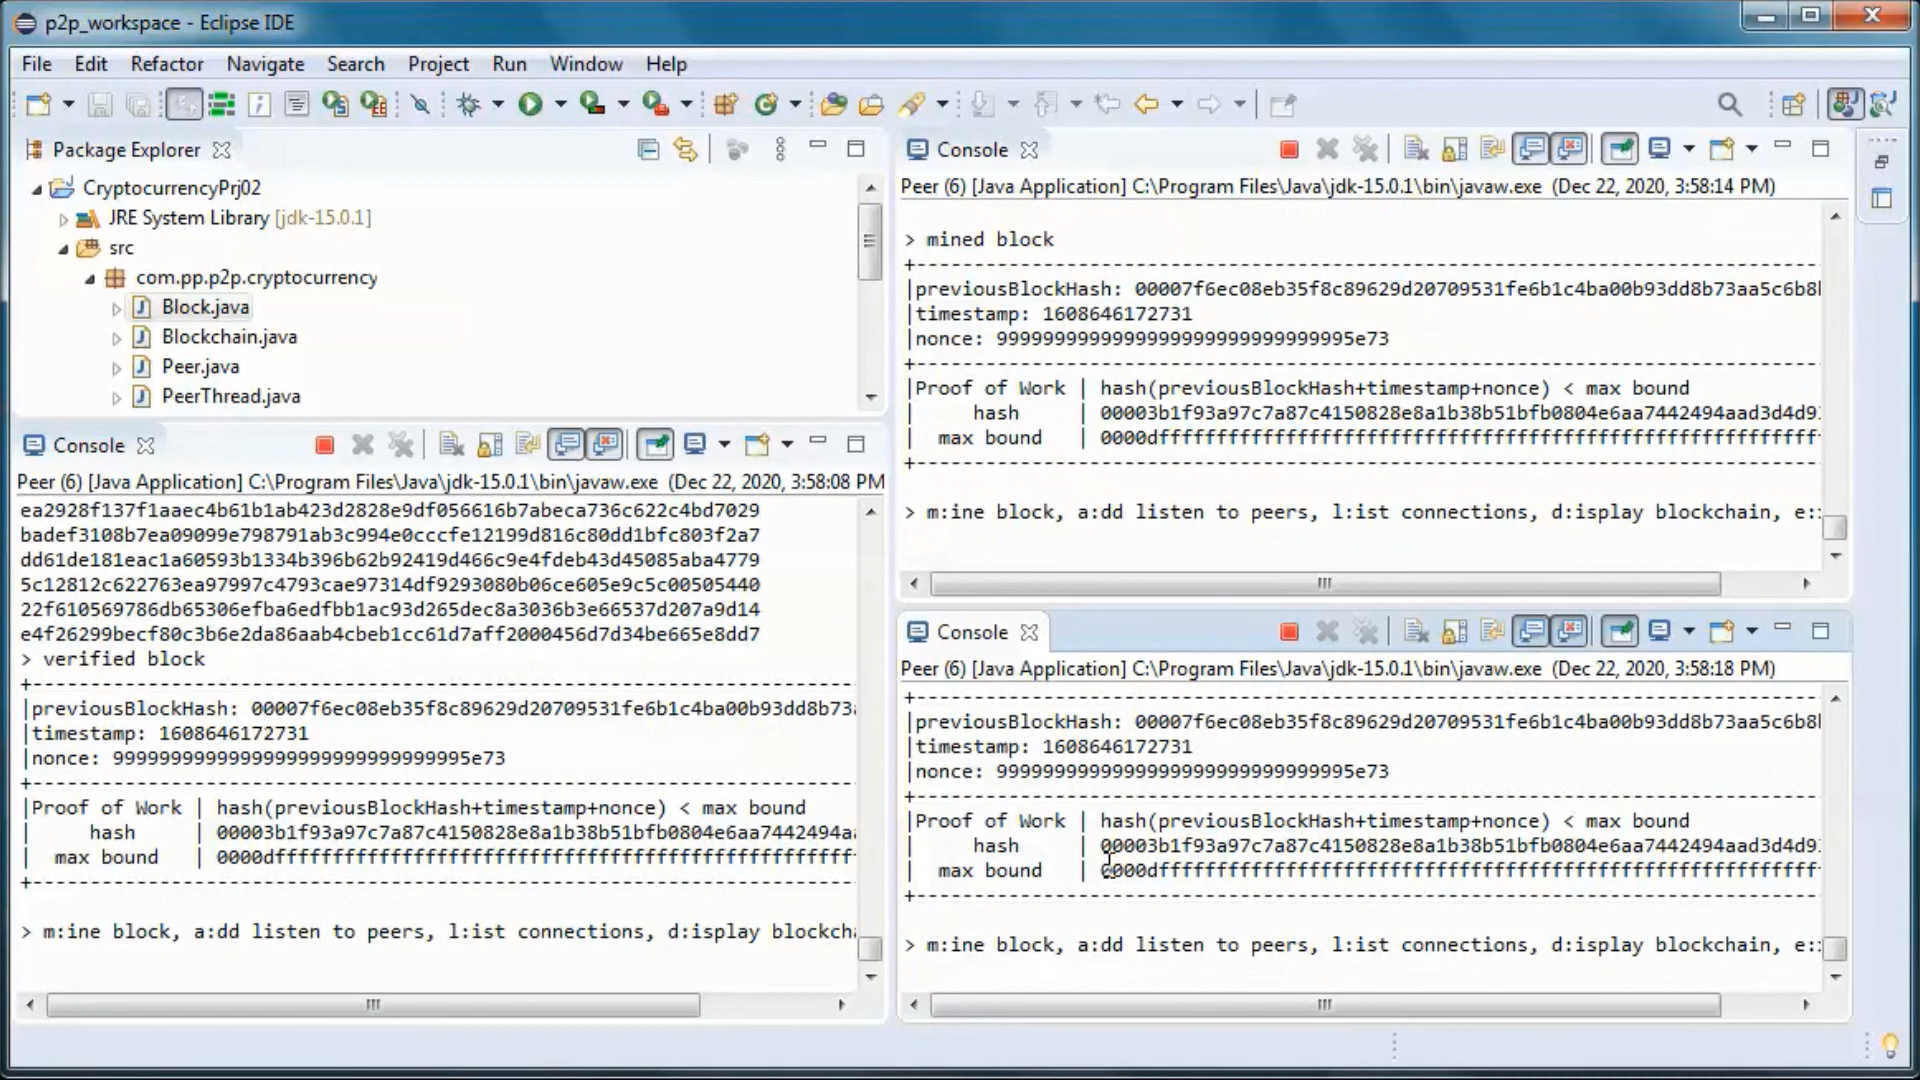 p2p_workspace - Eclipse IDE
File Edit Refactor Navigate Search Project Run Window Help
Package Explorer
CryptocurrencyPrj02
JRE System Library [jdk-15.0.1]
src
com.pp.p2p.cryptocurrency
Block.java
Blockchain.java
Peer.java
PeerThread.java
Console
Peer (6) [Java Application] C:\Program Files\Java\jdk-15.0.1\bin\javaw.exe (Dec 22, 2020, 3:58:08 PM
ea2928f137f1aaec4b61b1ab423d2828e9df056616b7abeca736c622c4bd7029
badef3108b7ea09099e798791ab3c994e0cccfe12199d816c80dd1bfc803f2a7
dd61de181eac1a60593b1334b396b62b92419d466c9e4fdeb43d45085aba4779
5c12812c622763ea97997c4793cae97314df9293080b06ce605e9c5c00505440
22f610569786db65306efba6edfbb1ac93d265dec8a3036b3e66537d207a9d14
e4f26299becf80c3b6e2da86aab4cbeb1cc61d7aff2000456d7d34be665e8dd7
> verified block
|previousBlockHash: 00007f6ec08eb35f8c89629d20709531fe6b1c4ba00b93dd8b73
|timestamp: 1608646172731
|nonce: 99999999999999999999999999995e73
|Proof of Work | hash(previousBlockHash+timestamp+nonce) < max bound
| hash | 00003b1f93a97c7a87c4150828e8a1b38b51bfb0804e6aa7442494a
| max bound | 0000dfffffffffffffffffffffffffffffffffffffffffffffffffff
> m:ine block, a:dd listen to peers, l:ist connections, d:isplay blockch
Console
Peer (6) [Java Application] C:\Program Files\Java\jdk-15.0.1\bin\javaw.exe (Dec 22, 2020, 3:58:14 PM)
> mined block
|previousBlockHash: 00007f6ec08eb35f8c89629d20709531fe6b1c4ba00b93dd8b73aa5c6b8
|timestamp: 1608646172731
|nonce: 99999999999999999999999999995e73
|Proof of Work | hash(previousBlockHash+timestamp+nonce) < max bound
| hash | 00003b1f93a97c7a87c4150828e8a1b38b51bfb0804e6aa7442494aad3d4d9
| max bound | 0000dfffffffffffffffffffffffffffffffffffffffffffffffffffffffff
> m:ine block, a:dd listen to peers, l:ist connections, d:isplay blockchain, e:
Console
Peer (6) [Java Application] C:\Program Files\Java\jdk-15.0.1\bin\javaw.exe (Dec 22, 2020, 3:58:18 PM)
|previousBlockHash: 00007f6ec08eb35f8c89629d20709531fe6b1c4ba00b93dd8b73aa5c6b8
|timestamp: 1608646172731
|nonce: 99999999999999999999999999995e73
|Proof of Work | hash(previousBlockHash+timestamp+nonce) < max bound
| hash | 00003b1f93a97c7a87c4150828e8a1b38b51bfb0804e6aa7442494aad3d4d9
| max bound | 0000dfffffffffffffffffffffffffffffffffffffffffffffffffffffffff
> m:ine block, a:dd listen to peers, l:ist connections, d:isplay blockchain, e: